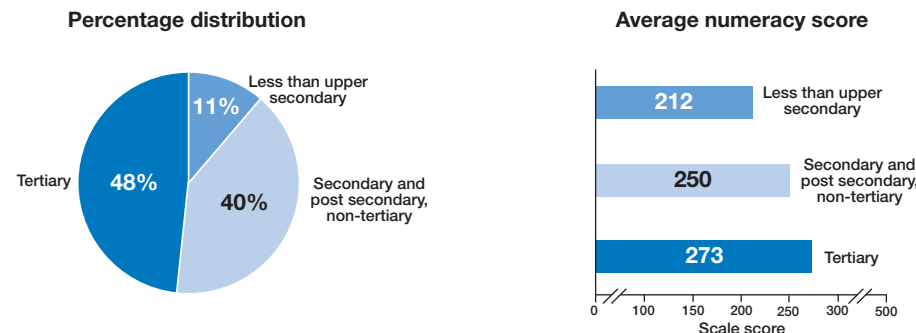 Percentage distribution
Less than upper
secondary
11%
Tertiary
48%
40%
Secondary and
post secondary,
non-tertiary
Average numeracy score
212
Less than upper
secondary
250
Secondary and
post secondary,
non-tertiary
273
Tertiary
0 100 150 200 250 300 500
Scale score